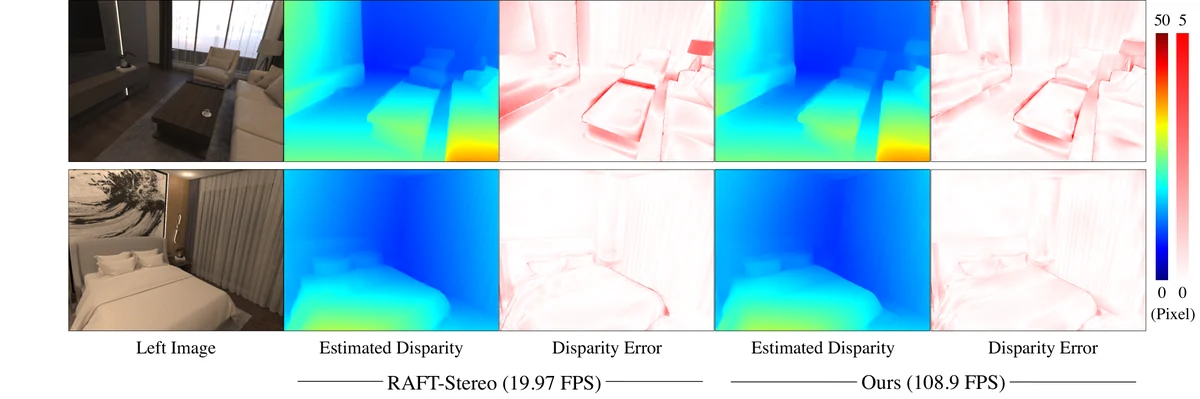 50 5
0 0
(Pixel)
Left Image
Estimated Disparity
Disparity Error
Estimated Disparity
Disparity Error
RAFT-Stereo (19.97 FPS)
Ours (108.9 FPS)